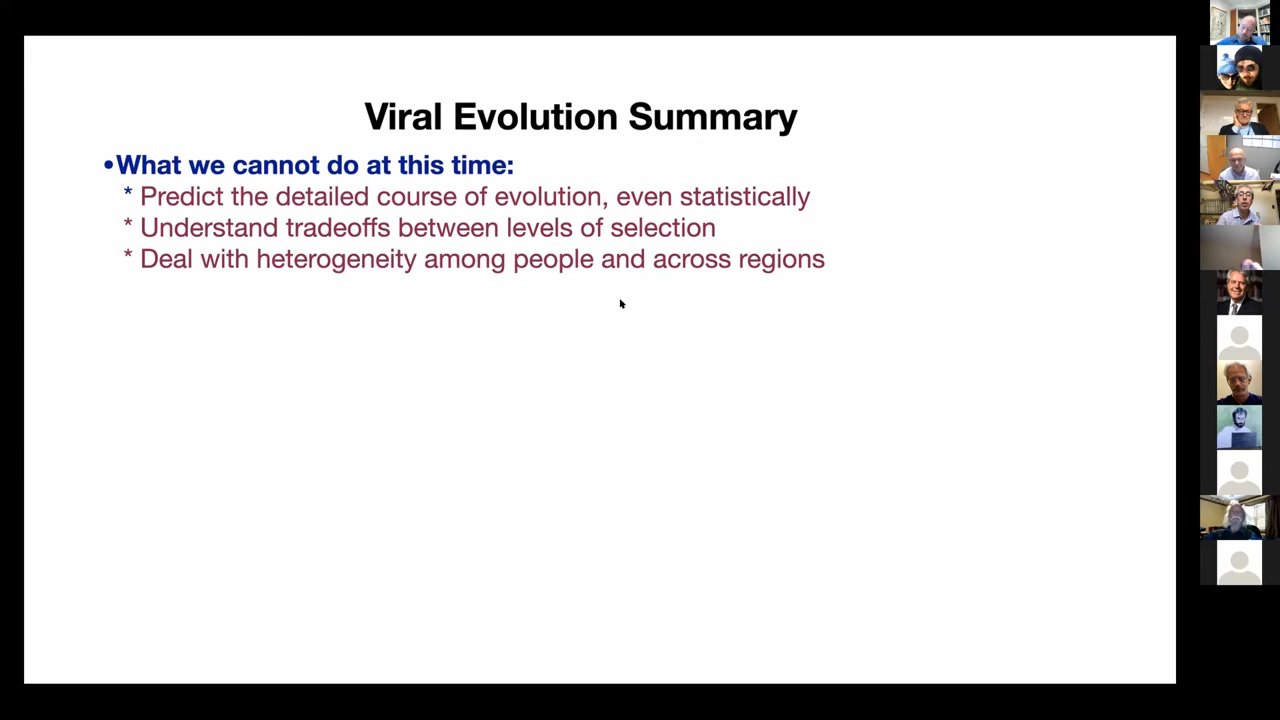 Viral Evolution Summary
•What we cannot do at this time:
* Predict the detailed course of evolution, even statistically
* Understand tradeoffs between levels of selection
* Deal with heterogeneity among people and across regions